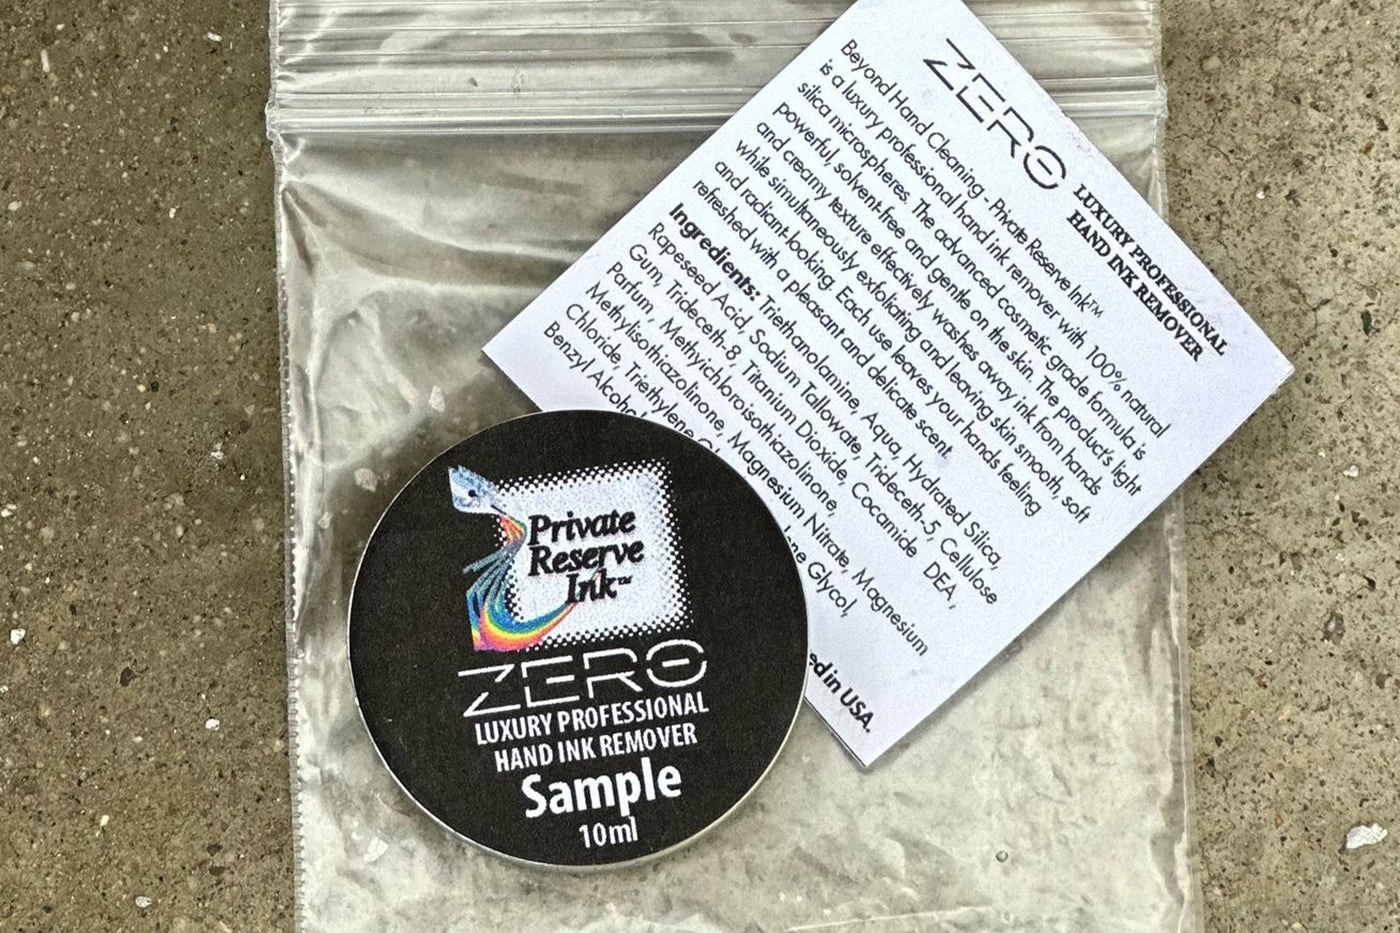 ZERO
LUXURY PROFESSIONAL
HAND INK REMOVER
Beyond Hand Cleaning - Private Reserve Ink™
is a luxury professional hand ink remover with 100% natural
silica microspheres. The advanced cosmetic grade formula is
powerful, solvent-free and gentle on the skin. The product's light
and creamy texture effectively washes away ink from hands
while simultaneously exfoliating and leaving skin smooth, soft
and radiant-looking. Each use leaves your hands feeling
refreshed with a pleasant and delicate scent.
Ingredients: Triethanolamine, Aqua, Hydrated Silica,
Rapeseed Acid, Sodium Tallowate, Trideceth-5, Cellulose
Gum, Trideceth-8, Titanium Dioxide, Cocamide DEA,
Parfum , Methyichloroisothiazolinone,
Methylisothiazolinone, Magnesium Nitrate, Magnesium
Chloride, Triethylene Glycol,
Benzyl
in USA.
Private
Reserve
Ink™
ZERO
LUXURY PROFESSIONAL
HAND INK REMOVER
Sample
10ml